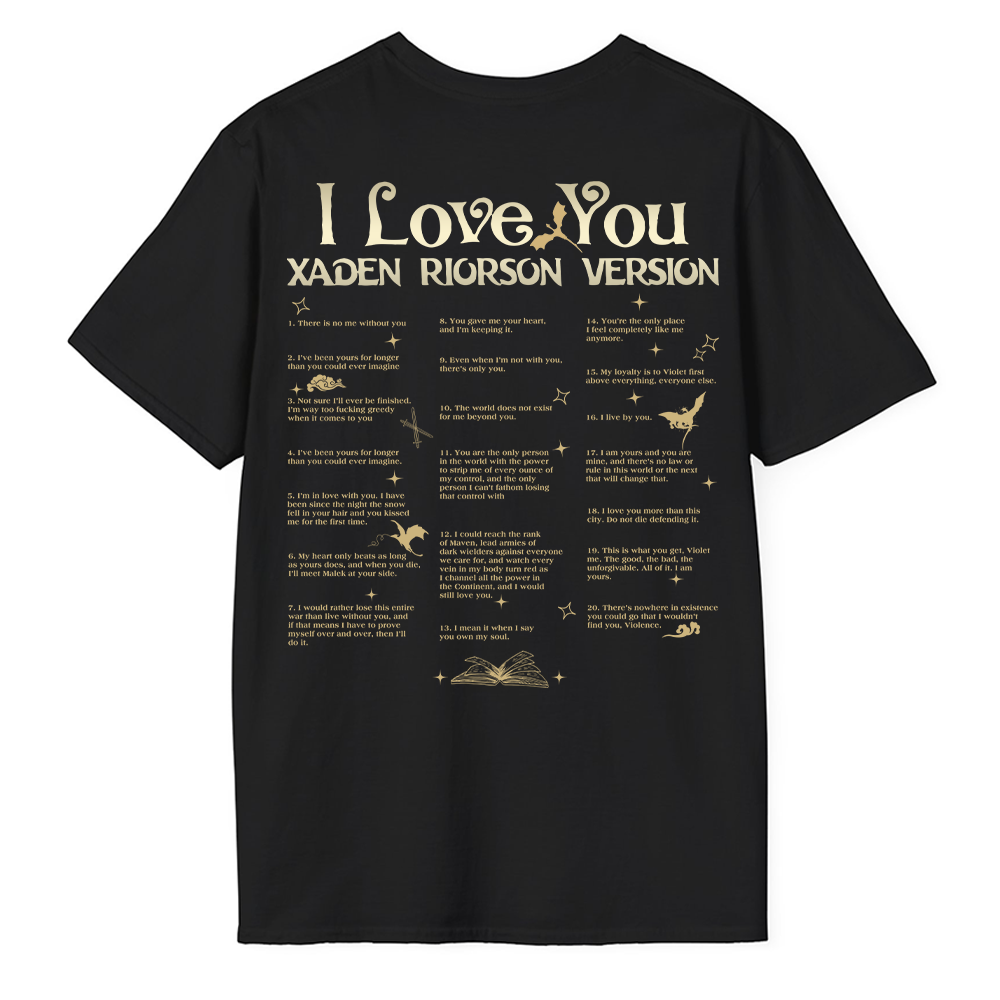 I Love You
XADEN RIORSON VERSION
1. There is no me without you
2. I've been yours for longer
than you could ever imagine
3. Not sure I'll ever be finished.
I'm way too fucking greedy
when it comes to you
4. I've been yours for longer
than you could ever imagine.
5. I'm in love with you. I have
been since the night the snow
fell in your hair and you kissed
me for the first time.
6. My heart only beats as long
as yours does, and when you die,
I'll meet Malek at your side.
7. I would rather lose this entire
war than live without you, and
if that means I have to prove
myself over and over, then I'll
do it.
8. You gave me your heart,
and I'm keeping it.
9. Even when I'm not with you,
there's only you.
10. The world does not exist
for me beyond you.
11. You are the only person
in the world with the power
to strip me of every ounce of
my control, and the only
person I can't fathom losing
that control with
12. I could reach the rank
of Maven, lead armies of
dark wielders against everyone
we care for, and watch every
vein in my body turn red as
I channel all the power in
the Continent, and I would
still love you.
13. I mean it when I say
you own my soul.
14. You're the only place
I feel completely like me
anymore.
15. My loyalty is to Violet first
above everything, everyone else.
16. I live by you.
17. I am yours and you are
mine, and there's no law or
rule in this world or the next
that will change that.
18. I love you more than this
city. Do not die defending it.
19. This is what you get, Violet
me. The good, the bad, the
unforgivable. All of it. I am
yours.
20. There's nowhere in existence
you could go that I wouldn't
find you, Violence.